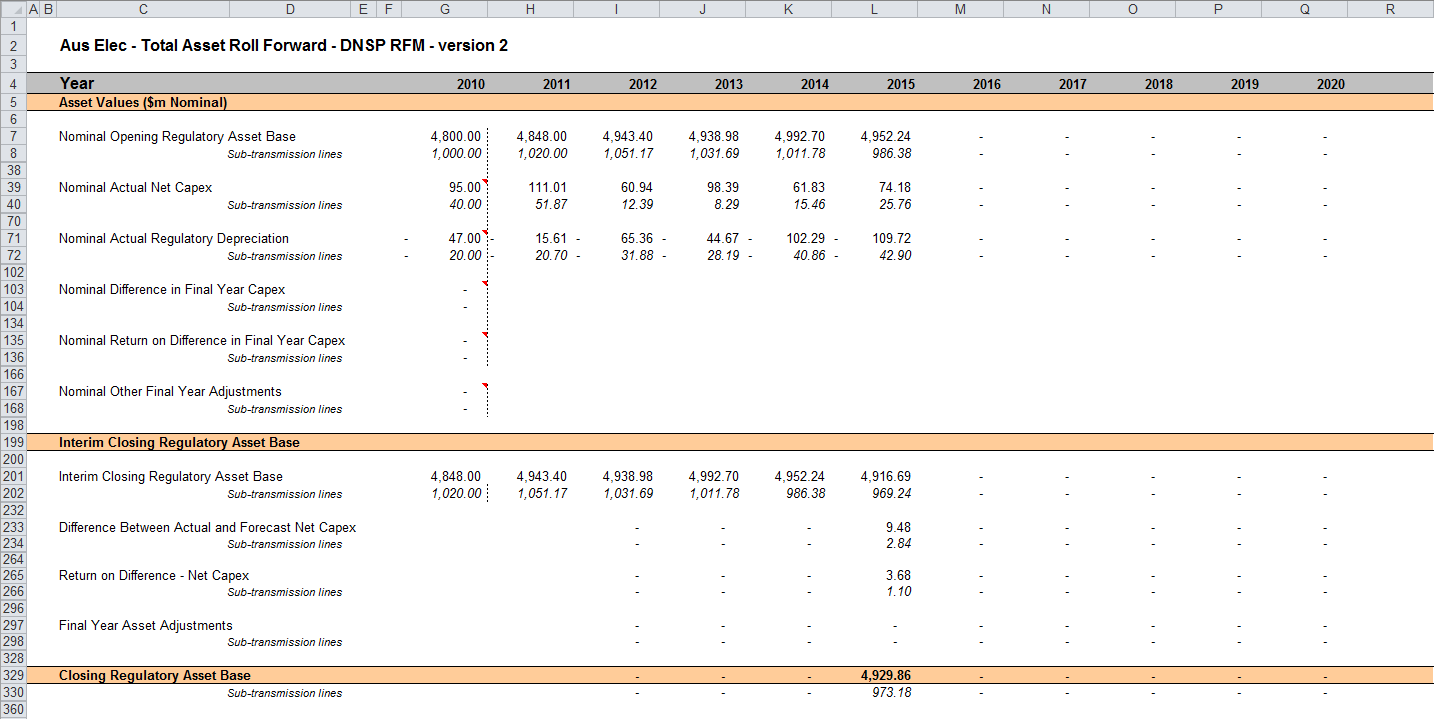 A B C D E F G H I J K L M N O P Q R
1
2 Aus Elec - Total Asset Roll Forward - DNSP RFM - version 2
3
4 Year 2010 2011 2012 2013 2014 2015 2016 2017 2018 2019 2020
5 Asset Values ($m Nominal)
6
7 Nominal Opening Regulatory Asset Base 4,800.00 4,848.00 4,943.40 4,938.98 4,992.70 4,952.24 - - - - -
8 Sub-transmission lines 1,000.00 1,020.00 1,051.17 1,031.69 1,011.78 986.38 - - - - -
38
39 Nominal Actual Net Capex 95.00 111.01 60.94 98.39 61.83 74.18 - - - - -
40 Sub-transmission lines 40.00 51.87 12.39 8.29 15.46 25.76 - - - - -
70
71 Nominal Actual Regulatory Depreciation - 47.00 - 15.61 - 65.36 - 44.67 - 102.29 - 109.72 - - - - -
72 Sub-transmission lines - 20.00 - 20.70 - 31.88 - 28.19 - 40.86 - 42.90 - - - - -
102
103 Nominal Difference in Final Year Capex -
104 Sub-transmission lines -
134
135 Nominal Return on Difference in Final Year Capex -
136 Sub-transmission lines -
166
167 Nominal Other Final Year Adjustments -
168 Sub-transmission lines -
198
199 Interim Closing Regulatory Asset Base
200
201 Interim Closing Regulatory Asset Base 4,848.00 4,943.40 4,938.98 4,992.70 4,952.24 4,916.69 - - - - -
202 Sub-transmission lines 1,020.00 1,051.17 1,031.69 1,011.78 986.38 969.24 - - - - -
232
233 Difference Between Actual and Forecast Net Capex - - - 9.48 - - - - -
234 Sub-transmission lines - - - 2.84 - - - - -
264
265 Return on Difference - Net Capex - - - 3.68 - - - - -
266 Sub-transmission lines - - - 1.10 - - - - -
296
297 Final Year Asset Adjustments - - - - - - - - -
298 Sub-transmission lines - - - - - - - - -
328
329 Closing Regulatory Asset Base - - - 4,929.86 - - - - -
330 Sub-transmission lines - - - 973.18 - - - - -
360